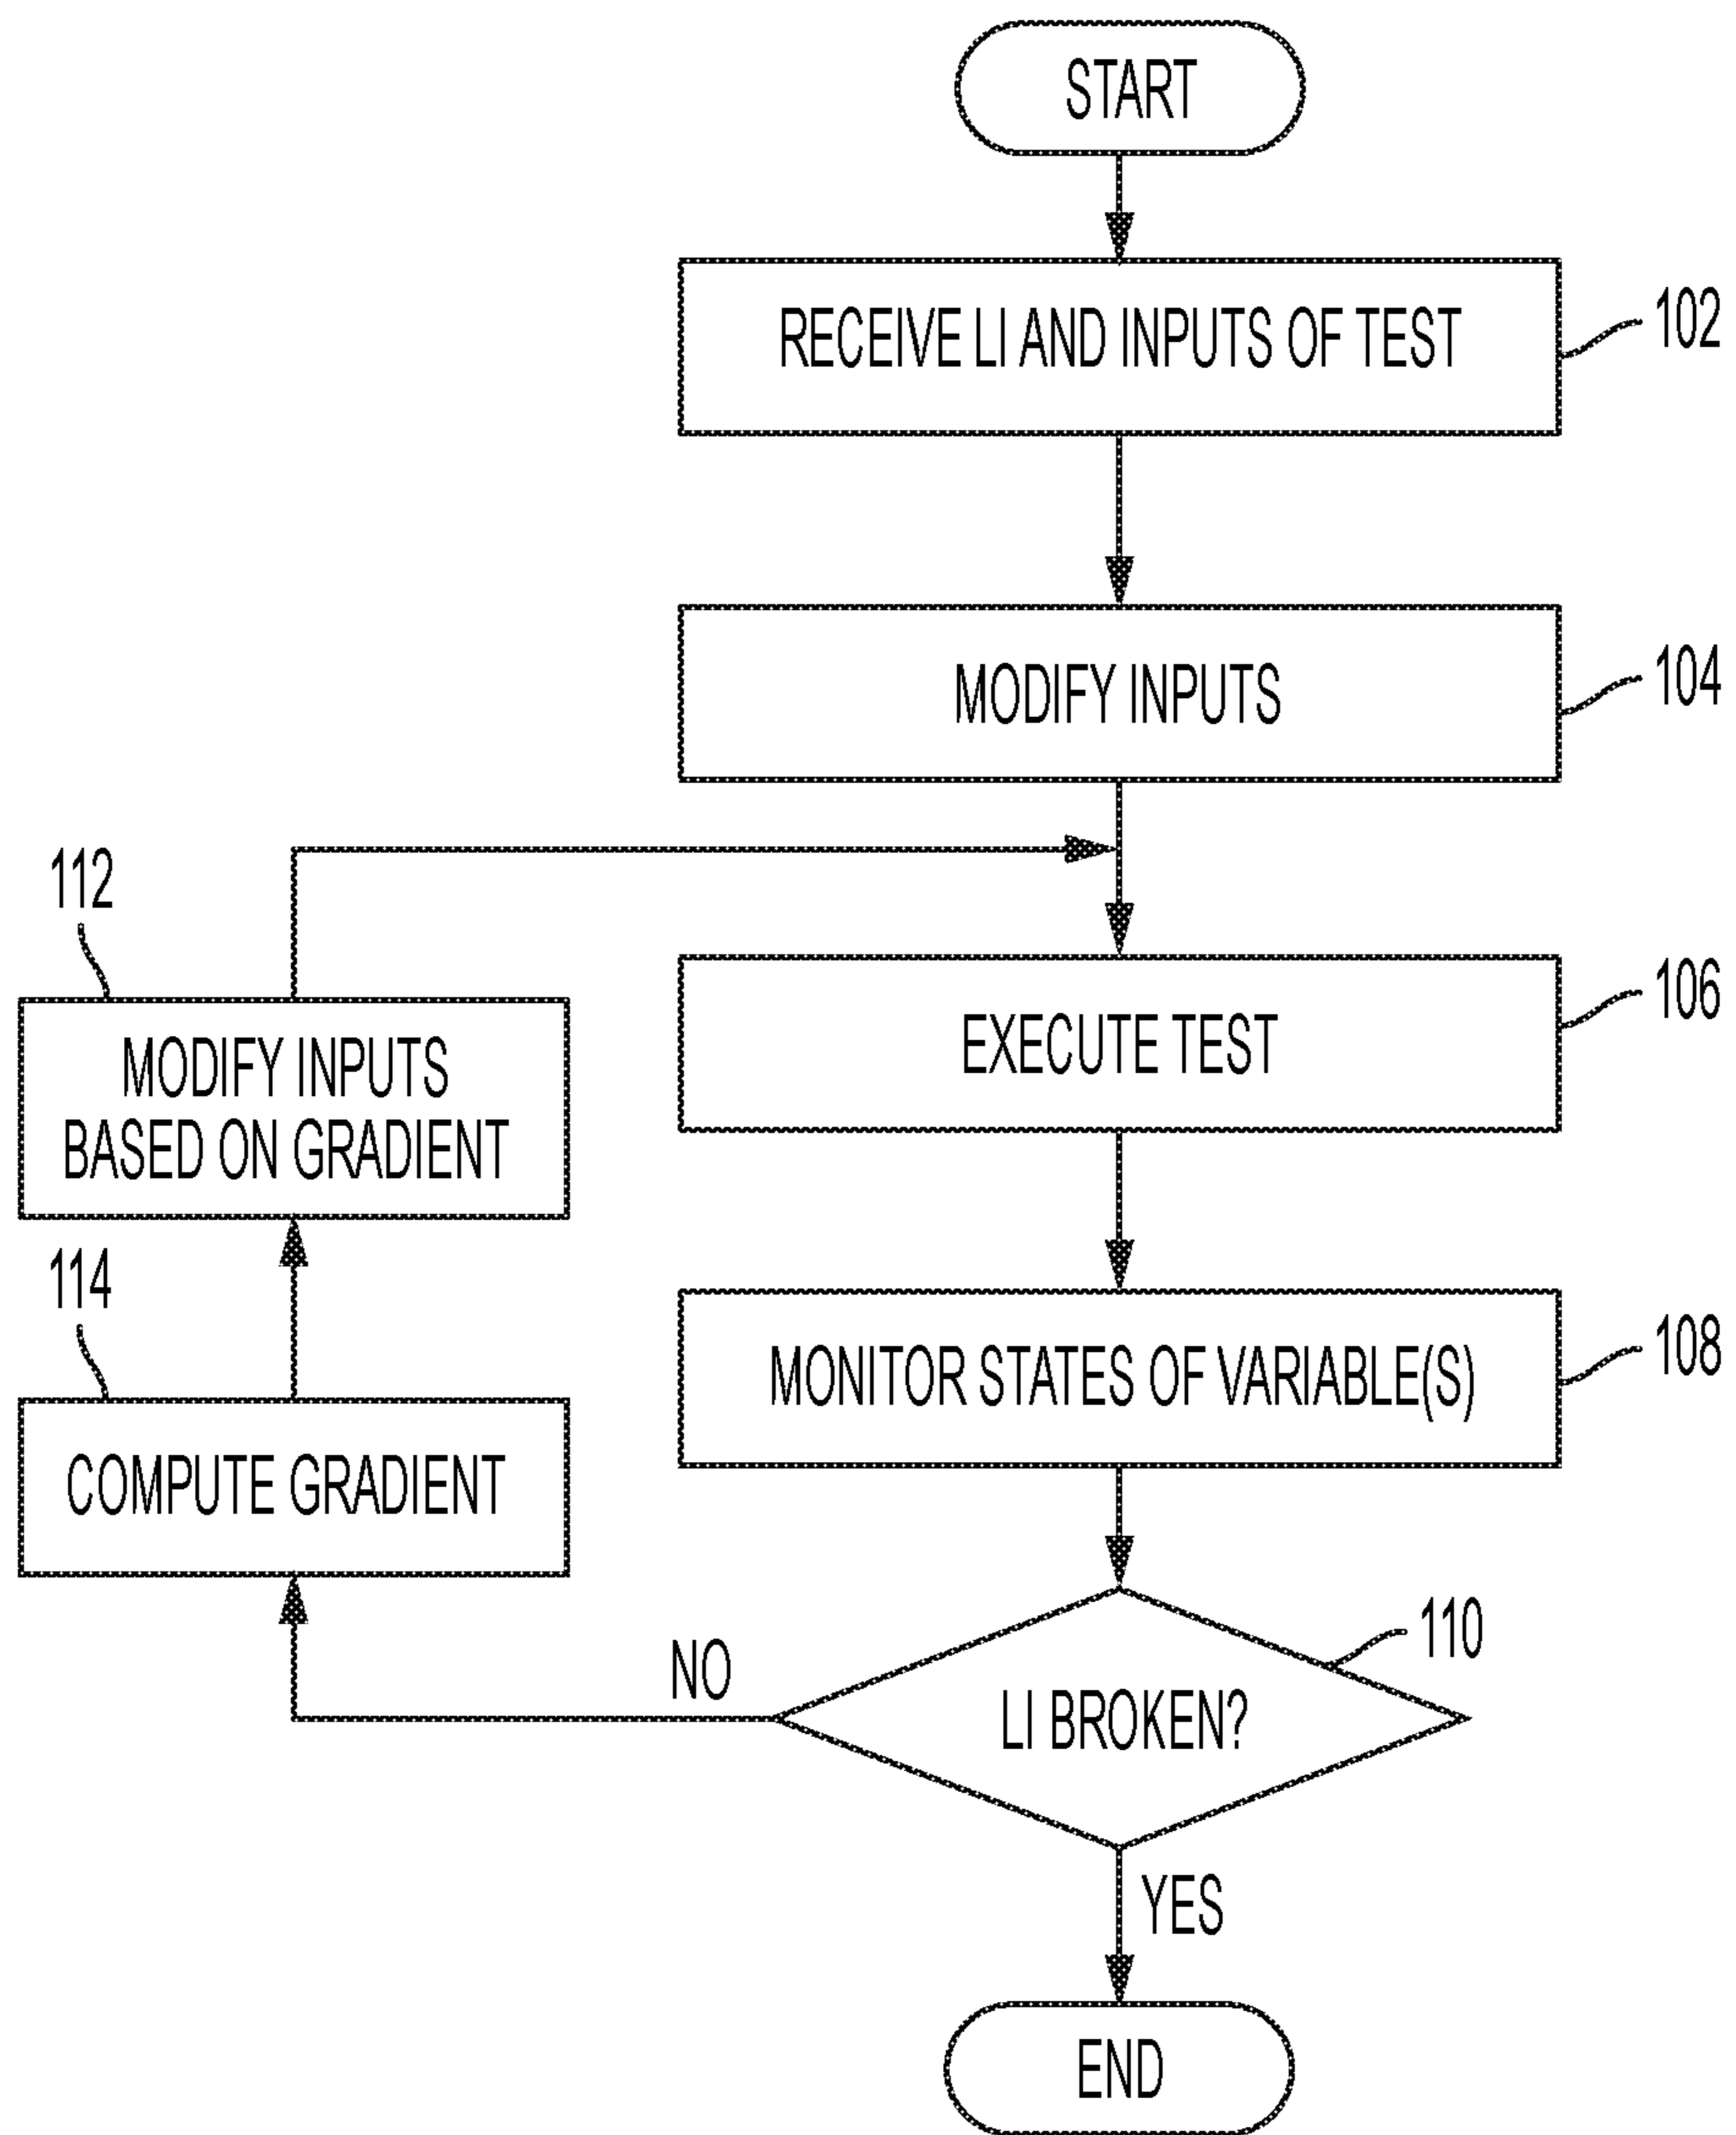 START
RECEIVE LI AND INPUTS OF TEST
102
MODIFY INPUTS
104
112
MODIFY INPUTS
BASED ON GRADIENT
EXECUTE TEST
106
114
COMPUTE GRADIENT
MONITOR STATES OF VARIABLE(S)
108
NO
LI BROKEN?
110
YES
END